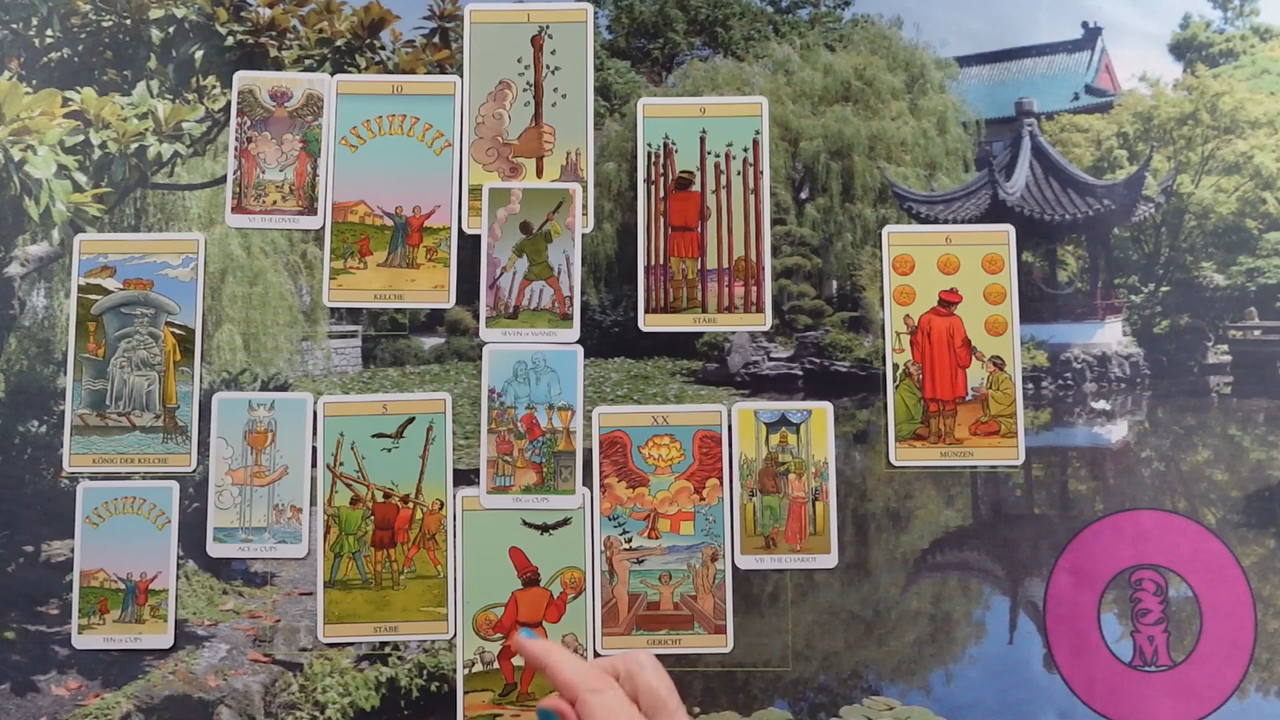 1
10
VI · THE LOVERS
KELCHE
9
STÄBE
SEVEN OF WANDS
6
MÜNZEN
KÖNIG DER KELCHE
ACE OF CUPS
TEN OF CUPS
5
STÄBE
SIX OF CUPS
XX
GERICHT
VII · THE CHARIOT